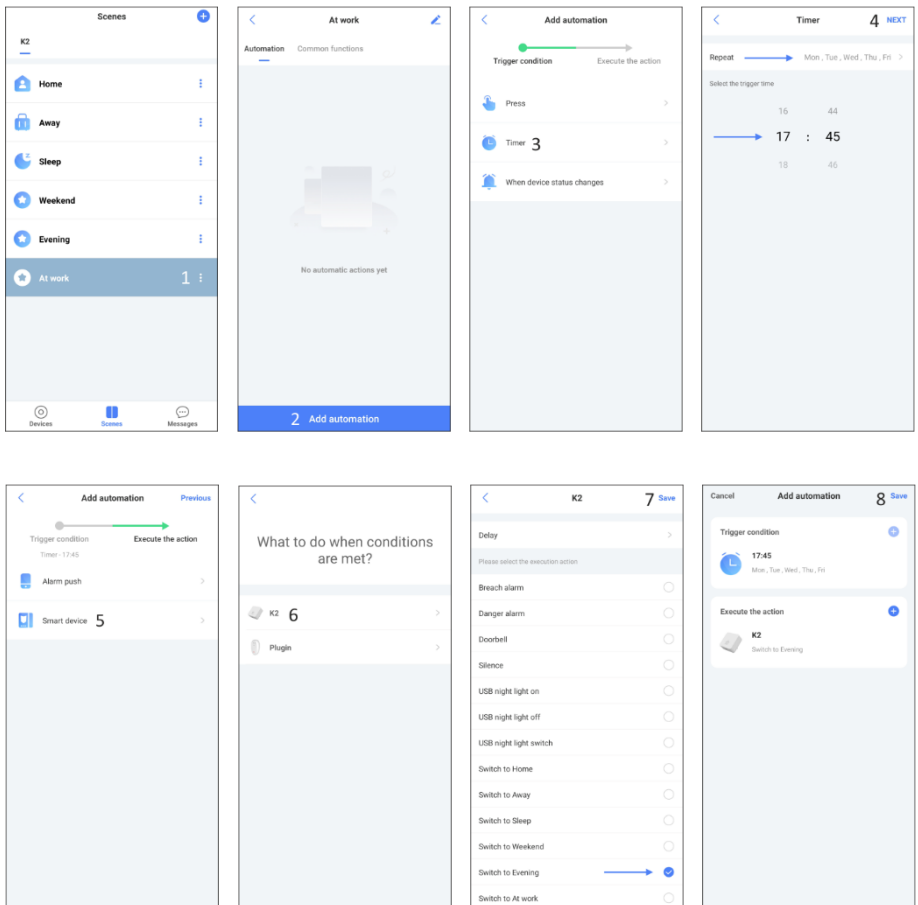 Scenes
K2
Home
Away
Sleep
Weekend
Evening
At work 1
Devices Scenes Messages
At work
Automation Common functions
No automatic actions yet
2 Add automation
Add automation
Trigger condition Execute the action
Press
Timer 3
When device status changes
Timer 4 NEXT
Repeat Mon , Tue , Wed , Thu , Fri
Select the trigger time
16 44
17 : 45
18 46
Add automation Previous
Trigger condition Execute the action
Timer - 17:45
Alarm push
Smart device 5
What to do when conditions
are met?
K2 6
Plugin
K2 7 Save
Delay
Please select the execution action
Breach alarm
Danger alarm
Doorbell
Silence
USB night light on
USB night light off
USB night light switch
Switch to Home
Switch to Away
Switch to Sleep
Switch to Weekend
Switch to Evening
Switch to At work
Cancel Add automation 8 Save
Trigger condition
17:45
Mon , Tue , Wed , Thu , Fri
Execute the action
K2
Switch to Evening